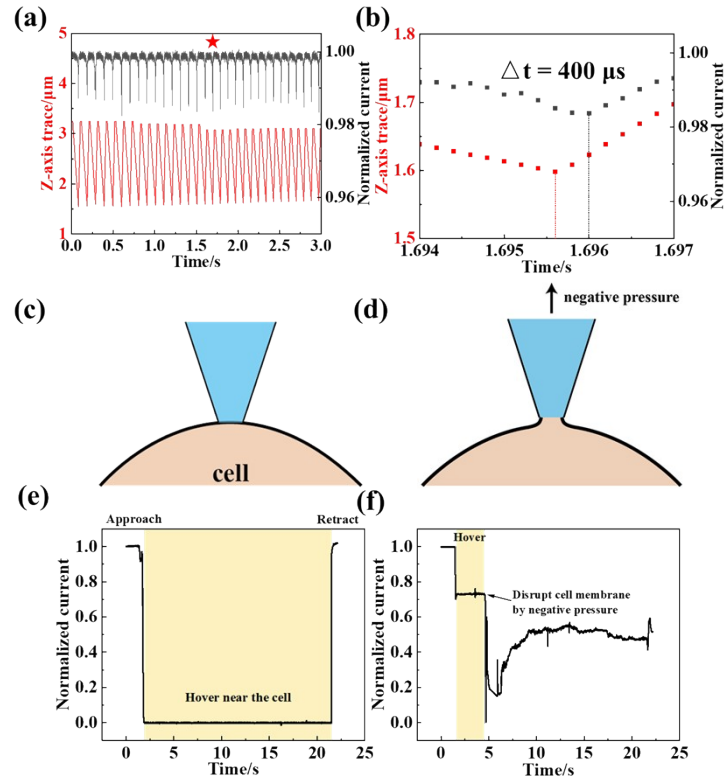 (a)
5
4
3
2
1
Z-axis trace/μm
1.00
0.98
0.96
Normalized current
0.0 0.5 1.0 1.5 2.0 2.5 3.0
Time/s
(b)
1.8
1.7
1.6
1.5
Z-axis trace/μm
△t = 400 μs
1.00
0.98
0.96
Normalized current
1.694 1.695 1.696 1.697
Time/s
(c)
cell
(d)
negative pressure
(e)
Approach
Retract
1.0
0.8
0.6
0.4
0.2
0.0
Normalized current
Hover near the cell
0 5 10 15 20 25
Time/s
(f)
Hover
1.0
0.8
0.6
0.4
0.2
0.0
Normalized current
Disrupt cell membrane
by negative pressure
0 5 10 15 20 25
Time/s